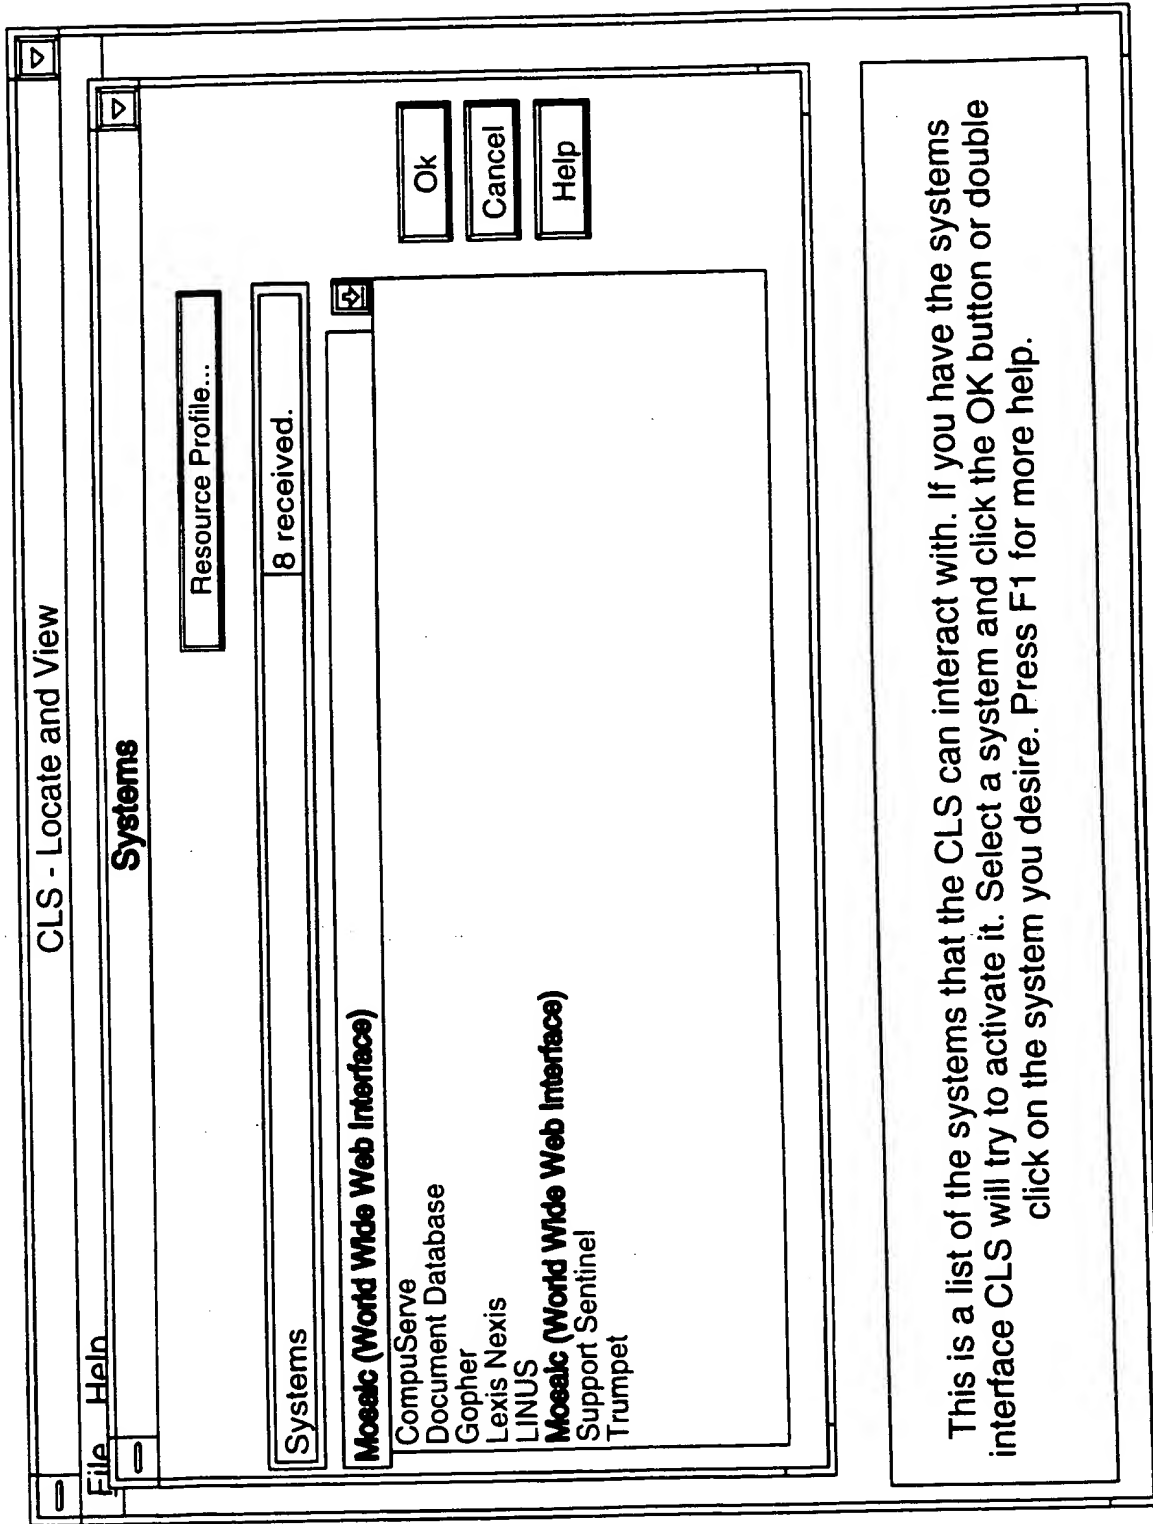 CLS - Locate and View
File Help
Systems
Resource Profile...
Systems 8 received.
Mosaic (World Wide Web Interface)
CompuServe
Document Database
Gopher
Lexis Nexis
LINUS
Mosaic (World Wide Web Interface)
Support Sentinel
Trumpet
Ok
Cancel
Help
This is a list of the systems that the CLS can interact with. If you have the systems
interface CLS will try to activate it. Select a system and click the OK button or double
click on the system you desire. Press F1 for more help.